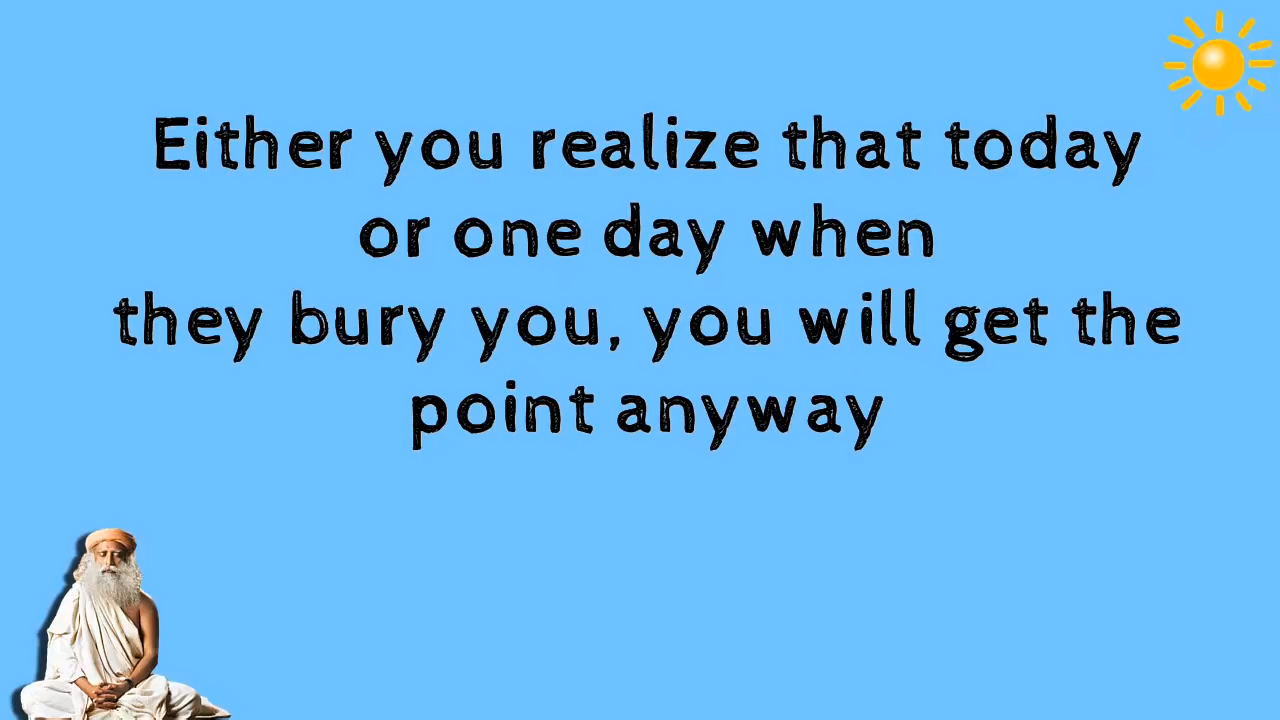 Either you realize that today
or one day when
they bury you, you will get the
point anyway